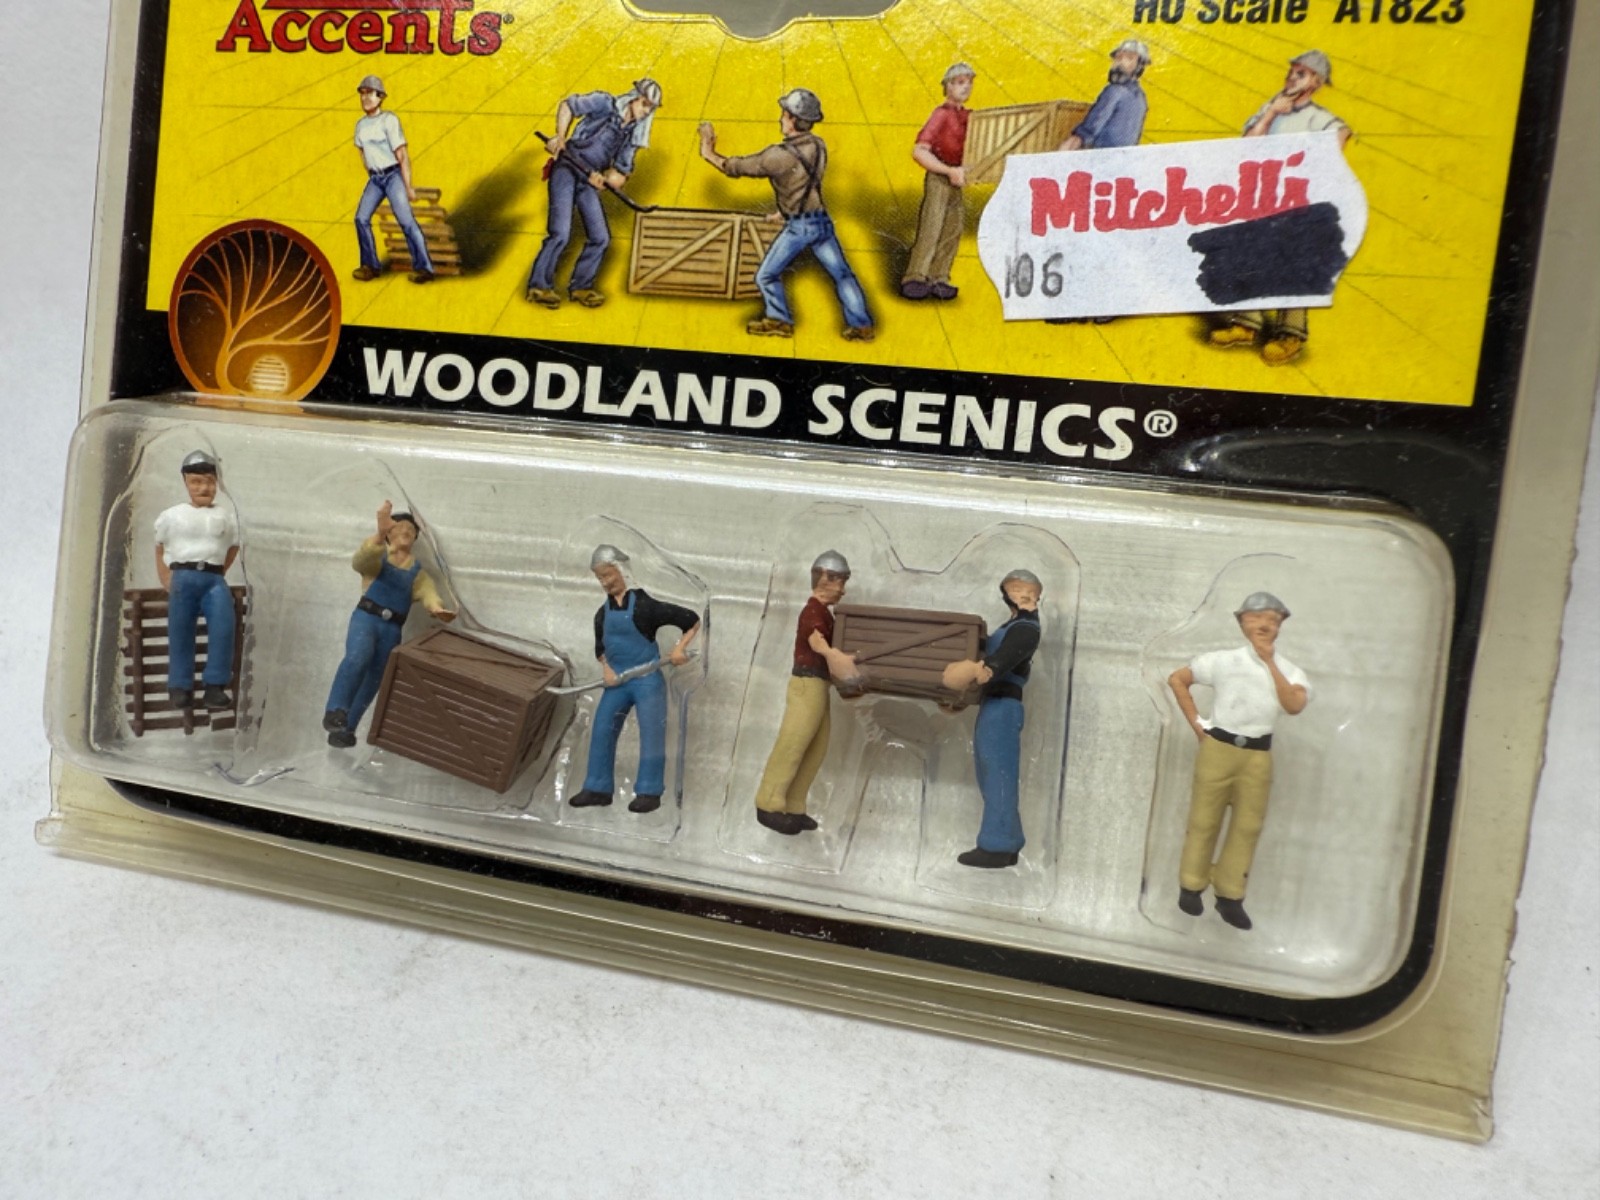 Accents®
HO Scale A1823
Mitchell's
106
WOODLAND SCENICS®